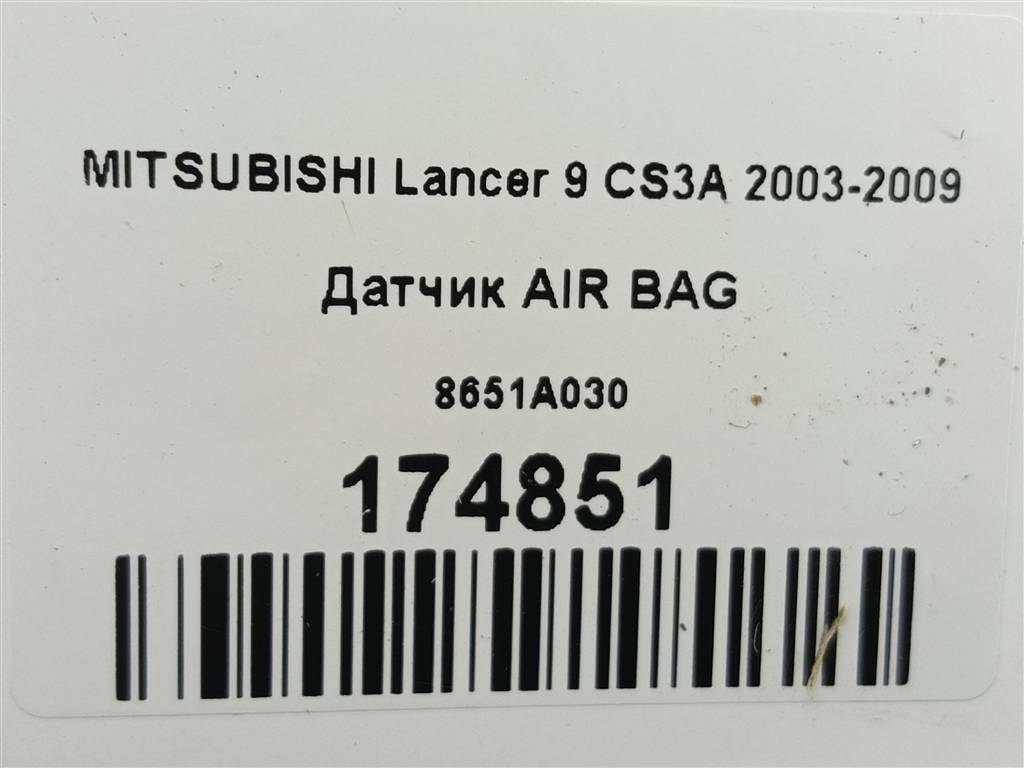 MITSUBISHI Lancer 9 CS3A 2003-2009
Датчик AIR BAG
8651A030
174851